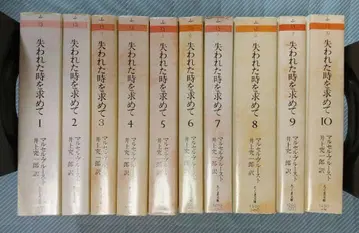 失われた時を求めて 1
マルセル・プルースト
井上究一郎 訳
失われた時を求めて 2
マルセル・プルースト
井上究一郎 訳
失われた時を求めて 3
マルセル・プルースト
井上究一郎 訳
失われた時を求めて 4
マルセル・プルースト
井上究一郎 訳
失われた時を求めて 5
マルセル・プルースト
井上究一郎 訳
失われた時を求めて 6
マルセル・プルースト
井上究一郎 訳
失われた時を求めて 7
マルセル・プルースト
井上究一郎 訳
失われた時を求めて 8
マルセル・プルースト
井上究一郎 訳
失われた時を求めて 9
マルセル・プルースト
井上究一郎 訳
失われた時を求めて 10
マルセル・プルースト
井上究一郎 訳